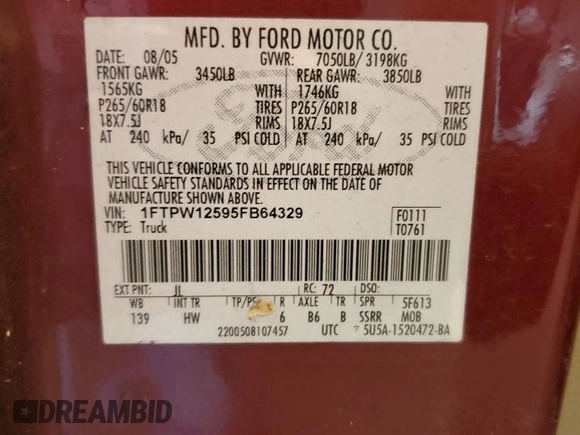 MFD. BY FORD MOTOR CO.
DATE: 08/05 GVWR: 7050LB/ 3198KG
FRONT GAWR: 3450LB REAR GAWR: 3850LB
1565KG WITH 1746KG WITH
P265/60R18 TIRES P265/60R18 TIRES
18X7.5J RIMS 18X7.5J RIMS
AT 240 kPa/ 35 PSI COLD AT 240 kPa/ 35 PSI COLD
Ford
THIS VEHICLE CONFORMS TO ALL APPLICABLE FEDERAL MOTOR
VEHICLE SAFETY STANDARDS IN EFFECT ON THE DATE OF
MANUFACTURE SHOWN ABOVE.
VIN: 1FTPW12595FB64329 F0111
TYPE: Truck T0761
EXT PNT: JL RC: 72 DSO:
WB INT TR TP/PS R AXLE TR SPR 5F613
139 HW 6 B6 B SSRR MOB
2200508107457 UTC 5U5A-1520472-BA
DREAMBID